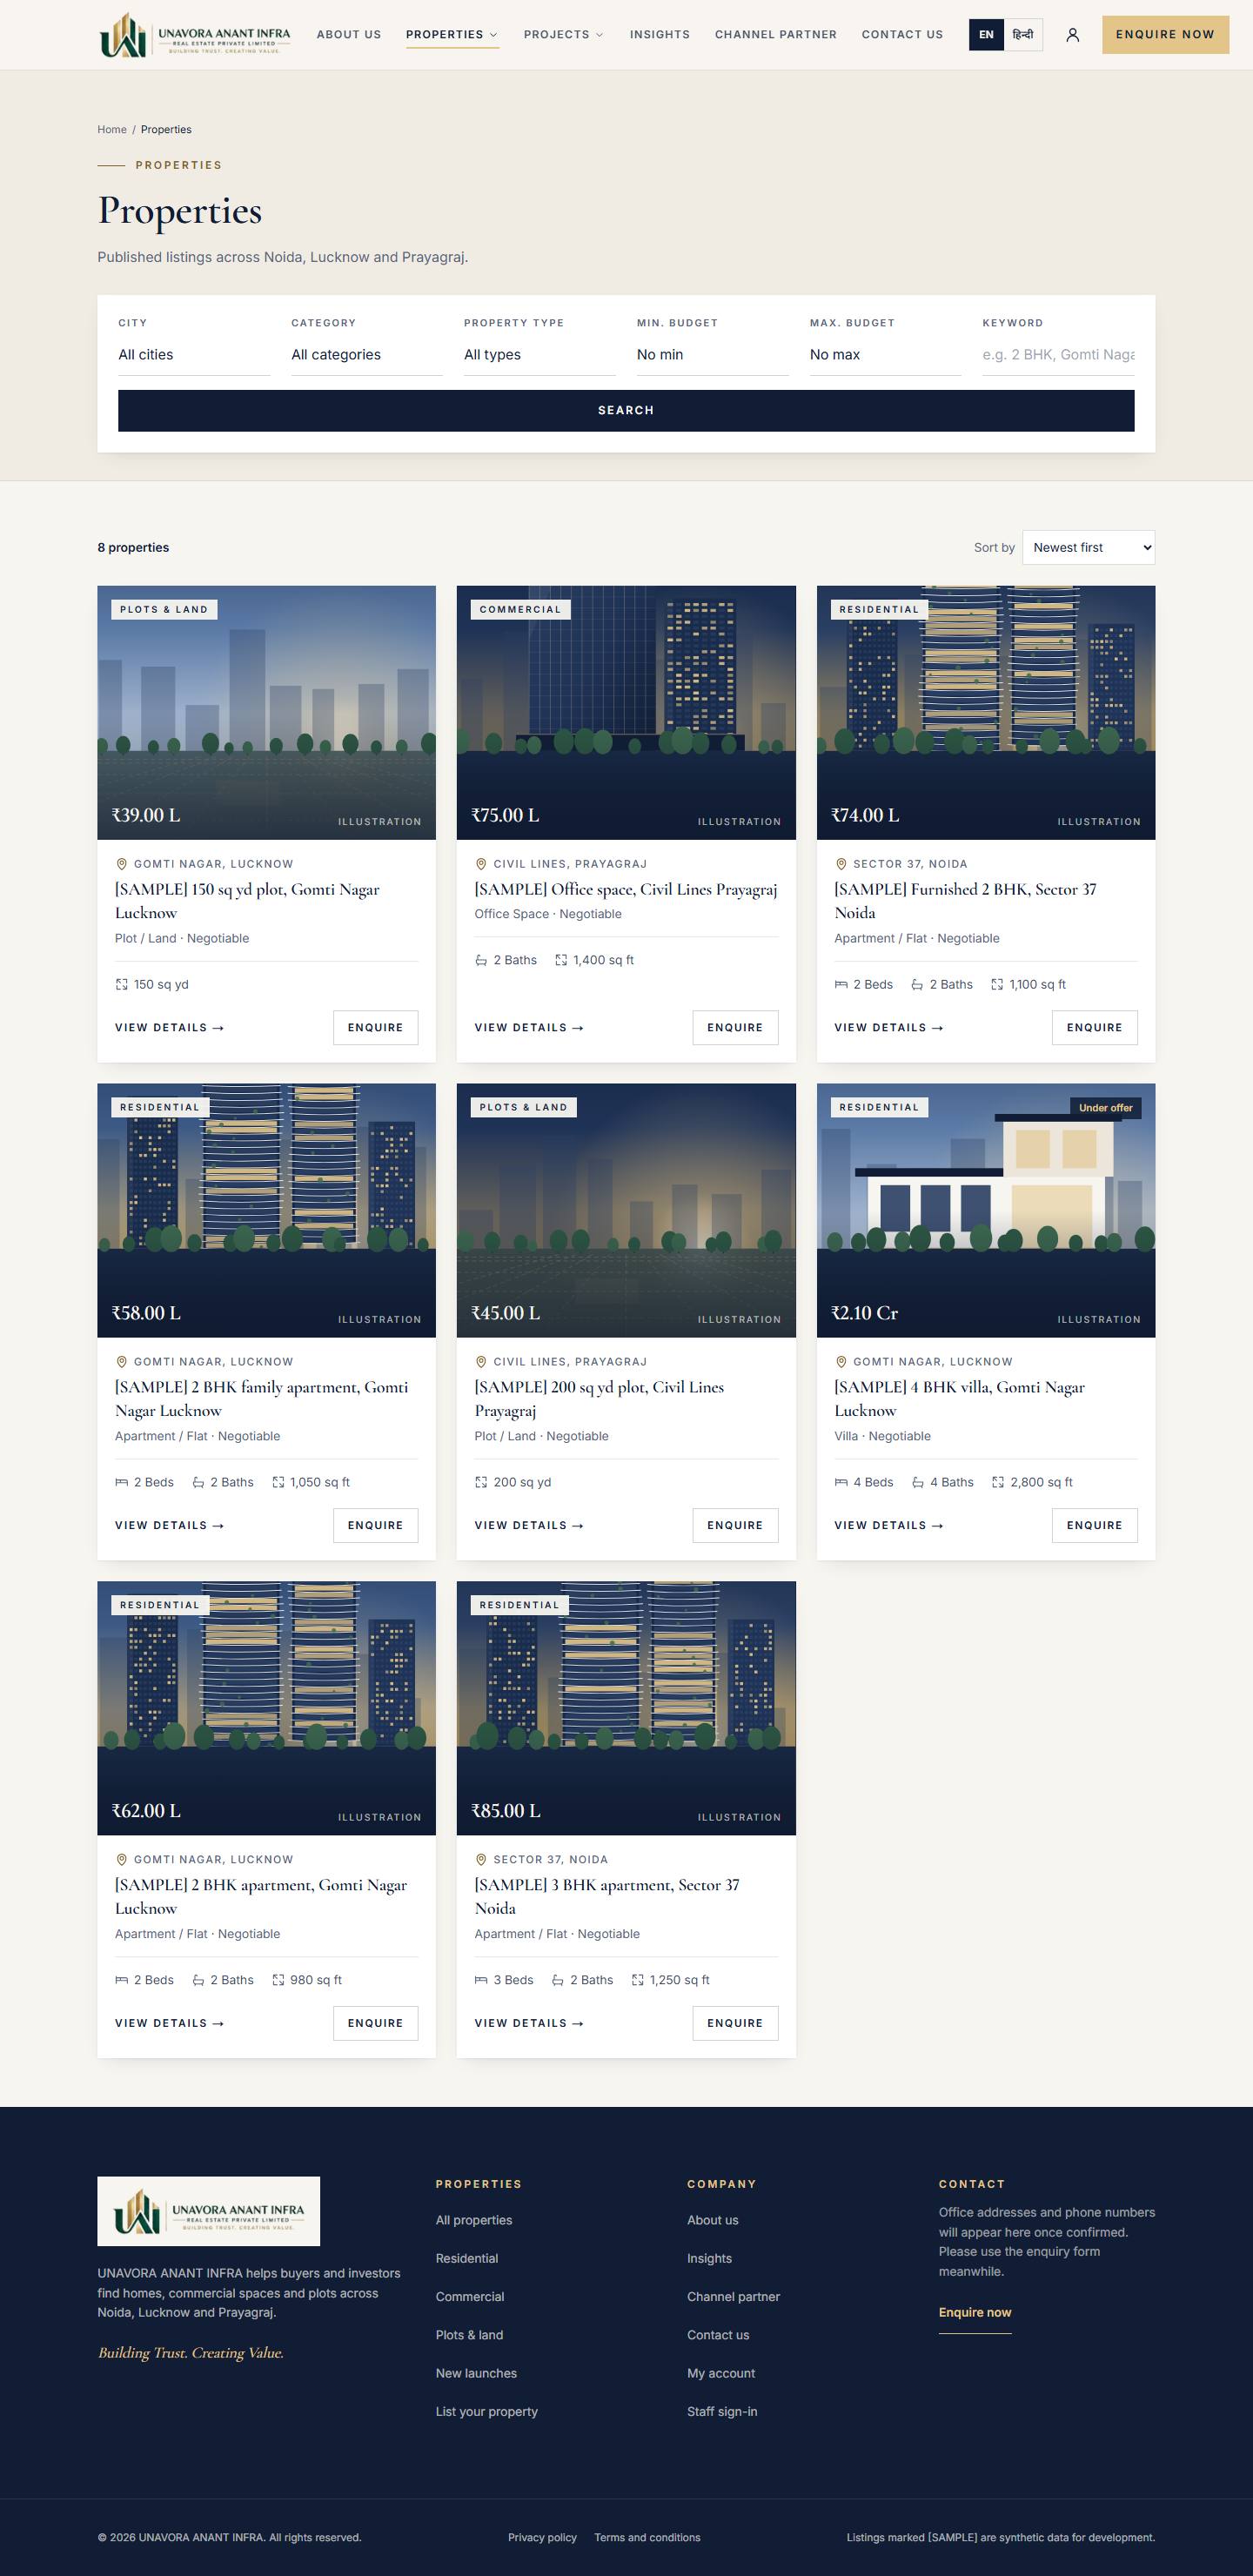 UNAVORA ANANT INFRA
REAL ESTATE PRIVATE LIMITED
BUILDING TRUST. CREATING VALUE.
ABOUT US
PROPERTIES
PROJECTS
INSIGHTS
CHANNEL PARTNER
CONTACT US
EN
हिन्दी
ENQUIRE NOW
Home / Properties
PROPERTIES
Properties
Published listings across Noida, Lucknow and Prayagraj.
CITY
All cities
CATEGORY
All categories
PROPERTY TYPE
All types
MIN. BUDGET
No min
MAX. BUDGET
No max
KEYWORD
e.g. 2 BHK, Gomti Naga
SEARCH
8 properties
Sort by
Newest first
PLOTS & LAND
₹39.00 L
ILLUSTRATION
GOMTI NAGAR, LUCKNOW
[SAMPLE] 150 sq yd plot, Gomti Nagar
Lucknow
Plot / Land · Negotiable
150 sq yd
VIEW DETAILS →
ENQUIRE
COMMERCIAL
₹75.00 L
ILLUSTRATION
CIVIL LINES, PRAYAGRAJ
[SAMPLE] Office space, Civil Lines Prayagraj
Office Space · Negotiable
2 Baths
1,400 sq ft
VIEW DETAILS →
ENQUIRE
RESIDENTIAL
₹74.00 L
ILLUSTRATION
SECTOR 37, NOIDA
[SAMPLE] Furnished 2 BHK, Sector 37
Noida
Apartment / Flat · Negotiable
2 Beds
2 Baths
1,100 sq ft
VIEW DETAILS →
ENQUIRE
RESIDENTIAL
₹58.00 L
ILLUSTRATION
GOMTI NAGAR, LUCKNOW
[SAMPLE] 2 BHK family apartment, Gomti
Nagar Lucknow
Apartment / Flat · Negotiable
2 Beds
2 Baths
1,050 sq ft
VIEW DETAILS →
ENQUIRE
PLOTS & LAND
₹45.00 L
ILLUSTRATION
CIVIL LINES, PRAYAGRAJ
[SAMPLE] 200 sq yd plot, Civil Lines
Prayagraj
Plot / Land · Negotiable
200 sq yd
VIEW DETAILS →
ENQUIRE
RESIDENTIAL
Under offer
₹2.10 Cr
ILLUSTRATION
GOMTI NAGAR, LUCKNOW
[SAMPLE] 4 BHK villa, Gomti Nagar
Lucknow
Villa · Negotiable
4 Beds
4 Baths
2,800 sq ft
VIEW DETAILS →
ENQUIRE
RESIDENTIAL
₹62.00 L
ILLUSTRATION
GOMTI NAGAR, LUCKNOW
[SAMPLE] 2 BHK apartment, Gomti Nagar
Lucknow
Apartment / Flat · Negotiable
2 Beds
2 Baths
980 sq ft
VIEW DETAILS →
ENQUIRE
RESIDENTIAL
₹85.00 L
ILLUSTRATION
SECTOR 37, NOIDA
[SAMPLE] 3 BHK apartment, Sector 37
Noida
Apartment / Flat · Negotiable
3 Beds
2 Baths
1,250 sq ft
VIEW DETAILS →
ENQUIRE
UNAVORA ANANT INFRA
REAL ESTATE PRIVATE LIMITED
BUILDING TRUST. CREATING VALUE.
UNAVORA ANANT INFRA helps buyers and investors
find homes, commercial spaces and plots across
Noida, Lucknow and Prayagraj.
Building Trust. Creating Value.
PROPERTIES
All properties
Residential
Commercial
Plots & land
New launches
List your property
COMPANY
About us
Insights
Channel partner
Contact us
My account
Staff sign-in
CONTACT
Office addresses and phone numbers
will appear here once confirmed.
Please use the enquiry form
meanwhile.
Enquire now
© 2026 UNAVORA ANANT INFRA. All rights reserved.
Privacy policy
Terms and conditions
Listings marked [SAMPLE] are synthetic data for development.